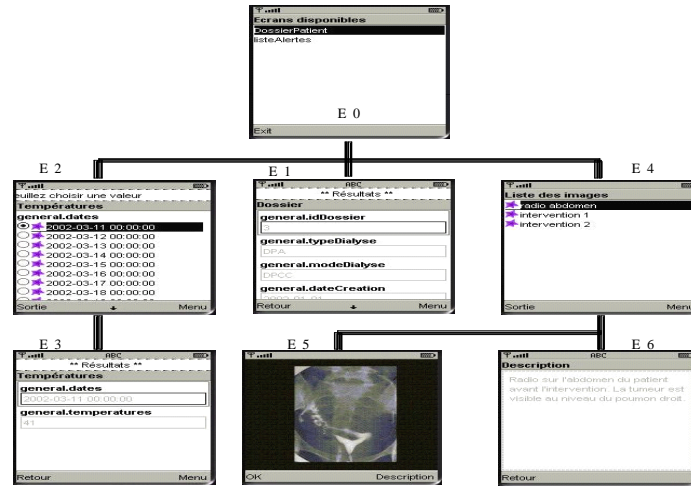 Ecrans disponibles
DossierPatient
listeAlertes
E 0
Exit
E 2
uillez choisir une valeur
Températures
general.dates
2002-03-11 00:00:00
2002-03-12 00:00:00
2002-03-13 00:00:00
2002-03-14 00:00:00
2002-03-15 00:00:00
2002-03-16 00:00:00
2002-03-17 00:00:00
2002-03-18 00:00:00
Sortie
Menu
E 1
ABC
** Résultats **
Dossier
general.idDossier
3
general.typeDialyse
DPA
general.modeDialyse
DPCC
general.dateCreation
2002-01-01
Retour
Menu
E 4
Liste des images
radio abdomen
intervention 1
intervention 2
Sortie
Menu
E 3
ABC
** Résultats **
Températures
general.dates
2002-03-11 00:00:00
general.temperatures
41
Retour
Menu
E 5
OK
Description
E 6
ABC
Description
Radio sur l'abdomen du patient
avant l'intervention. La tumeur est
visible au niveau du poumon droit.
Retour